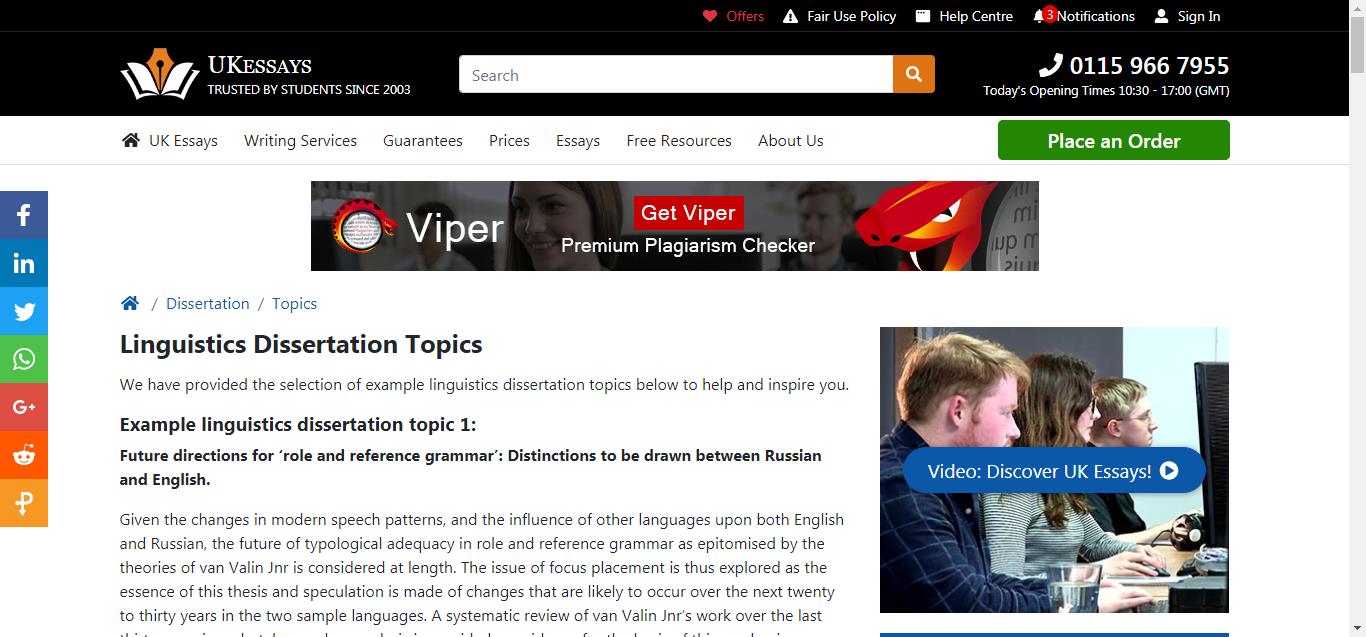 Offers Fair Use Policy Help Centre 3 Notifications Sign In
UKESSAYS
TRUSTED BY STUDENTS SINCE 2003
Search
0115 966 7955
Today's Opening Times 10:30 - 17:00 (GMT)
UK Essays Writing Services Guarantees Prices Essays Free Resources About Us
Place an Order
Viper
Get Viper
Premium Plagiarism Checker
/ Dissertation / Topics
Linguistics Dissertation Topics
We have provided the selection of example linguistics dissertation topics below to help and inspire you.
Example linguistics dissertation topic 1:
Future directions for ‘role and reference grammar’: Distinctions to be drawn between Russian
and English.
Given the changes in modern speech patterns, and the influence of other languages upon both English
and Russian, the future of typological adequacy in role and reference grammar as epitomised by the
theories of van Valin Jnr is considered at length. The issue of focus placement is thus explored as the
essence of this thesis and speculation is made of changes that are likely to occur over the next twenty
to thirty years in the two sample languages. A systematic review of van Valin Jnr’s work over the last
Video: Discover UK Essays!